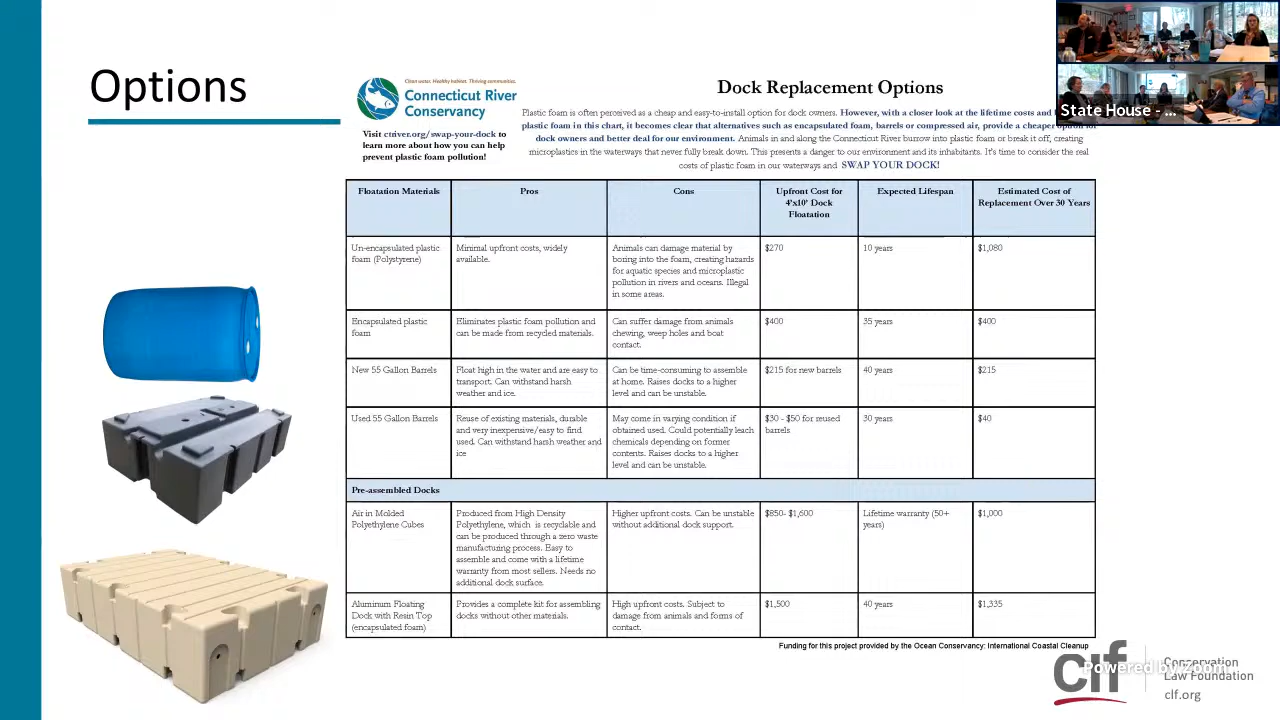 Options
Clean water. Healthy habitat. Thriving communities.
Connecticut River
Conservancy
Visit ctriver.org/swap-your-dock to
learn more about how you can help
prevent plastic foam pollution!
Dock Replacement Options
Plastic foam is often perceived as a cheap and easy-to-install option for dock owners. However, with a closer look at the lifetime costs and
plastic foam in this chart, it becomes clear that alternatives such as encapsulated foam, barrels or compressed air, provide a cheaper option for
dock owners and better deal for our environment. Animals in and along the Connecticut River burrow into plastic foam or break it off, creating
microplastics in the waterways that never fully break down. This presents a danger to our environment and its inhabitants. It's time to consider the real
costs of plastic foam in our waterways and SWAP YOUR DOCK!
State House - ...
Floatation Materials
Pros
Cons
Upfront Cost for
4'x10' Dock
Floatation
Expected Lifespan
Estimated Cost of
Replacement Over 30 Years
Un-encapsulated plastic
foam (Polystyrene)
Minimal upfront costs, widely
available.
Animals can damage material by
boring into the foam, creating hazards
for aquatic species and microplastic
pollution in rivers and oceans. Illegal
in some areas.
$270
10 years
$1,080
Encapsulated plastic
foam
Eliminates plastic foam pollution and
can be made from recycled materials.
Can suffer damage from animals
chewing, weep holes and boat
contact.
$400
35 years
$400
New 55 Gallon Barrels
Float high in the water and are easy to
transport. Can withstand harsh
weather and ice.
Can be time-consuming to assemble
at home. Raises docks to a higher
level and can be unstable.
$215 for new barrels
40 years
$215
Used 55 Gallon Barrels
Reuse of existing materials, durable
and very inexpensive/easy to find
used. Can withstand harsh weather and
ice
May come in varying condition if
obtained used. Could potentially leach
chemicals depending on former
contents. Raises docks to a higher
level and can be unstable.
$30 - $50 for reused
barrels
30 years
$40
Pre-assembled Docks
Air in Molded
Polyethylene Cubes
Produced from High Density
Polyethylene, which is recyclable and
can be produced through a zero waste
manufacturing process. Easy to
assemble and come with a lifetime
warranty from most sellers. Needs no
additional dock surface.
Higher upfront costs. Can be unstable
without additional dock support.
$850- $1,600
Lifetime warranty (50+
years)
$1,000
Aluminum Floating
Dock with Resin Top
(encapsulated foam)
Provides a complete kit for assembling
docks without other materials.
High upfront costs. Subject to
damage from animals and forms of
contact.
$1,500
40 years
$1,335
Funding for this project provided by the Ocean Conservancy: International Coastal Cleanup
clf
Conservation
Law Foundation
clf.org
Powered by Zoom